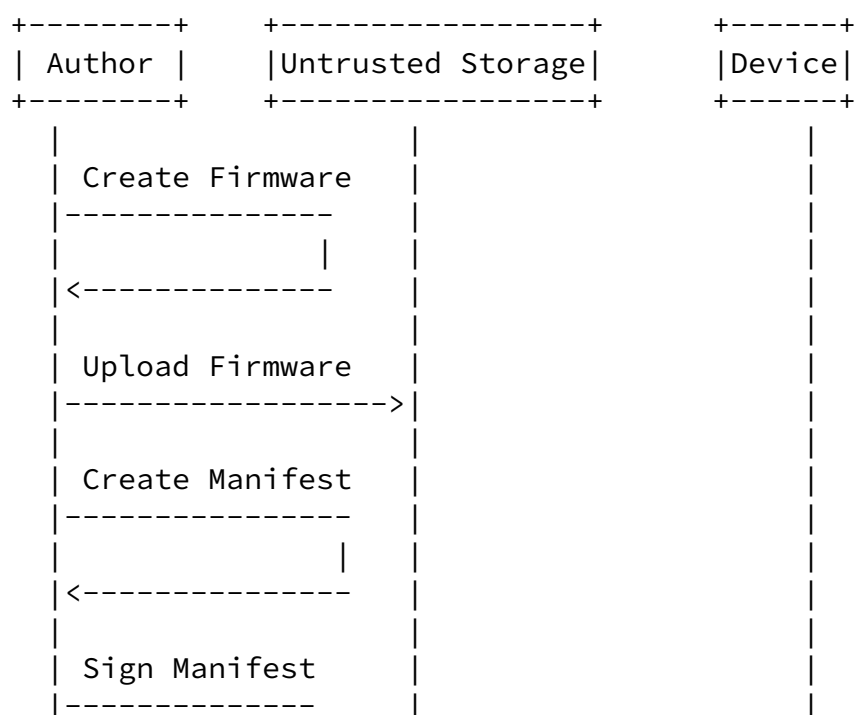 Author Untrusted Storage Device
Create Firmware
Upload Firmware
Create Manifest
Sign Manifest